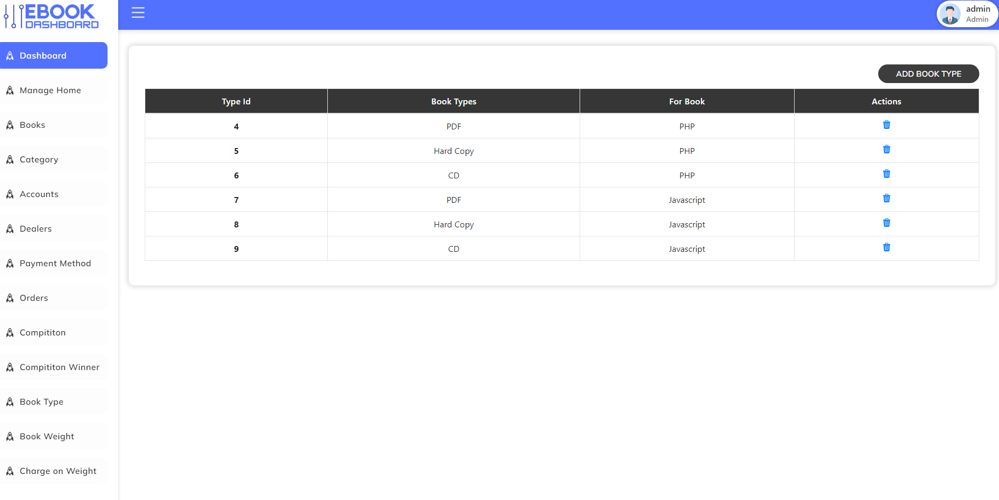 EBOOK
DASHBOARD
admin
Admin
Dashboard
Manage Home
Books
Category
Accounts
Dealers
Payment Method
Orders
Compititon
Compititon Winner
Book Type
Book Weight
Charge on Weight
ADD BOOK TYPE
Type Id Book Types For Book Actions
4 PDF PHP
5 Hard Copy PHP
6 CD PHP
7 PDF Javascript
8 Hard Copy Javascript
9 CD Javascript